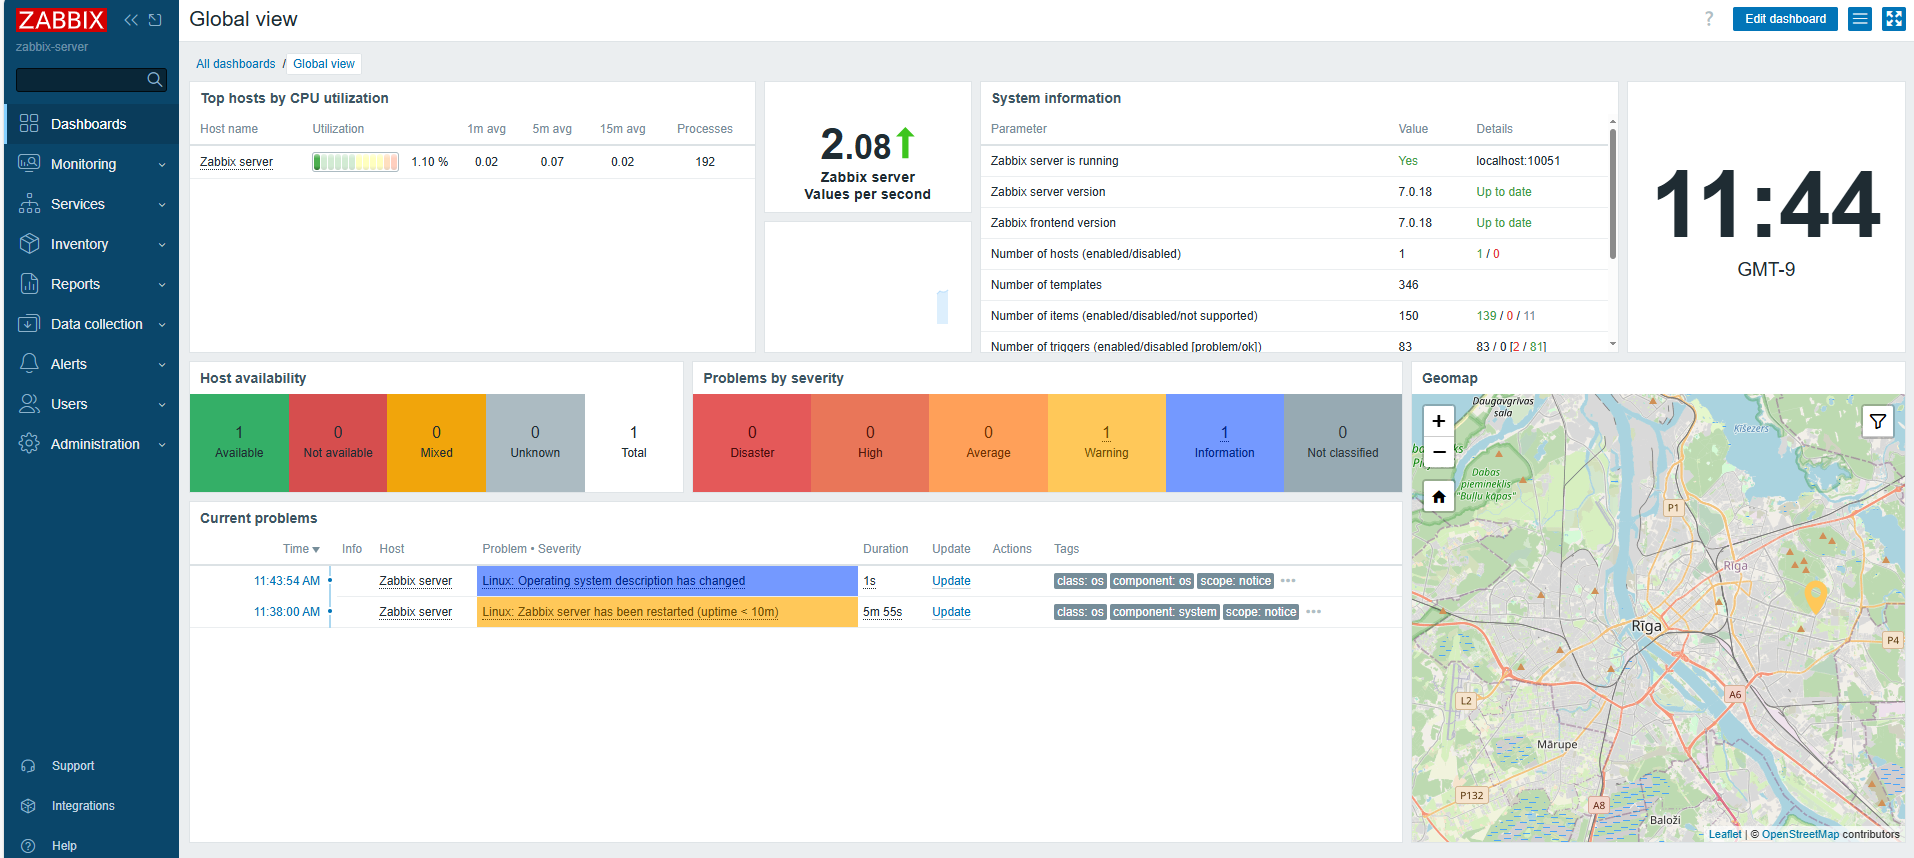 ZABBIX
zabbix-server
Dashboards
Monitoring
Services
Inventory
Reports
Data collection
Alerts
Users
Administration
Support
Integrations
Help
Global view
?
Edit dashboard
All dashboards / Global view
Top hosts by CPU utilization
Host name Utilization 1m avg 5m avg 15m avg Processes
Zabbix server 1.10 % 0.02 0.07 0.02 192
2.08
Zabbix server
Values per second
System information
Parameter Value Details
Zabbix server is running Yes localhost:10051
Zabbix server version 7.0.18 Up to date
Zabbix frontend version 7.0.18 Up to date
Number of hosts (enabled/disabled) 1 1 / 0
Number of templates 346
Number of items (enabled/disabled/not supported) 150 139 / 0 / 11
Number of triggers (enabled/disabled [problem/ok]) 83 83 / 0 [2 / 81]
11:44
GMT-9
Host availability
1 0 0 0 1
Available Not available Mixed Unknown Total
Problems by severity
0 0 0 1 1 0
Disaster High Average Warning Information Not classified
Current problems
Time Info Host Problem • Severity Duration Update Actions Tags
11:43:54 AM Zabbix server Linux: Operating system description has changed 1s Update class: os component: os scope: notice •••
11:38:00 AM Zabbix server Linux: Zabbix server has been restarted (uptime < 10m) 5m 55s Update class: os component: system scope: notice •••
Geomap
+
−
Daugavgrīvas
sala
Ķīšezers
Dabas
piemineklis
"Buļļu kāpas"
P1
Rīga
Rīga
P4
A6
L2
Mārupe
P132
A8
Baloži
Leaflet | © OpenStreetMap contributors